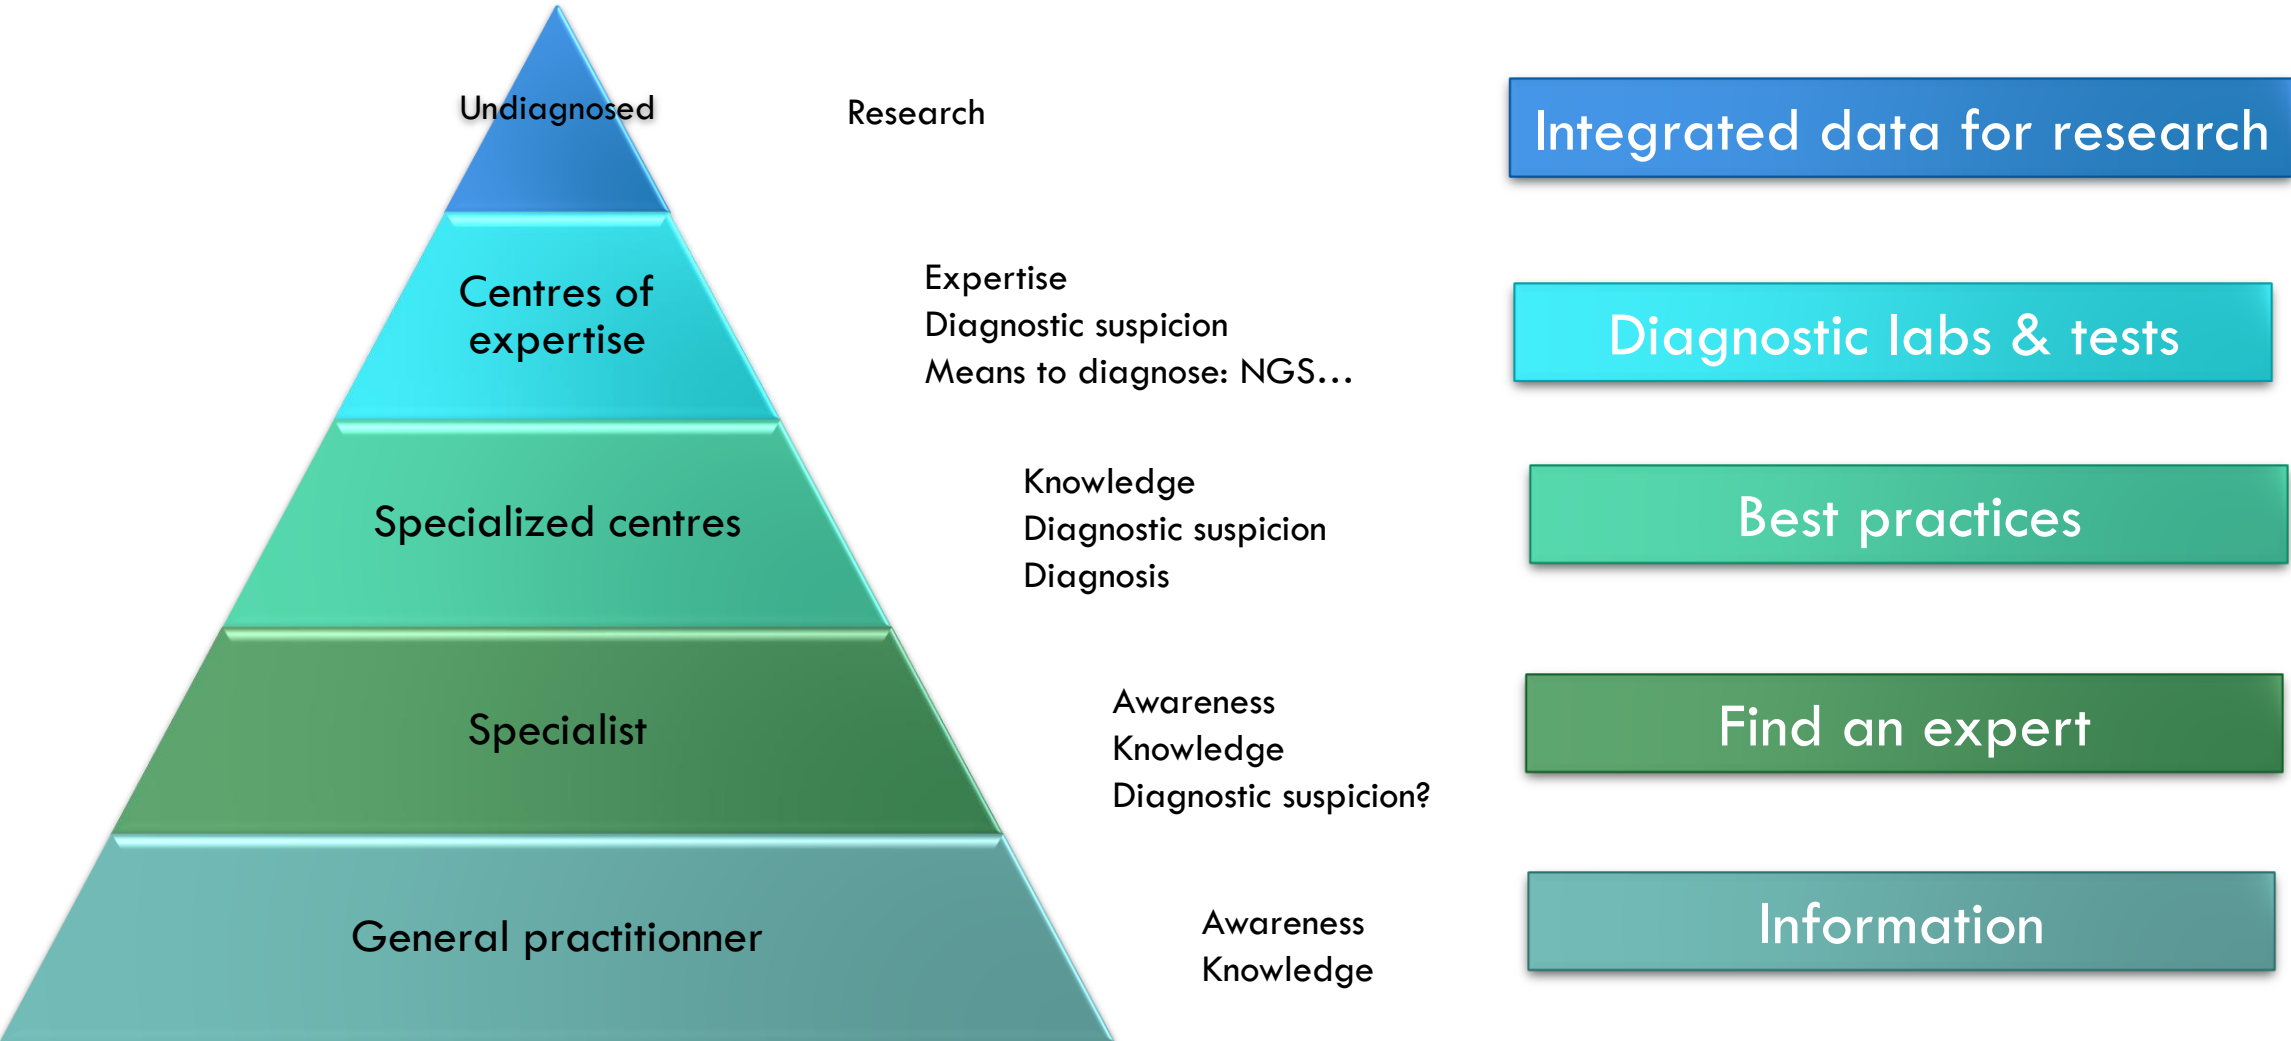 Undiagnosed
Research
Integrated data for research
Centres of
expertise
Expertise
Diagnostic suspicion
Means to diagnose: NGS...
Diagnostic labs & tests
Specialized centres
Knowledge
Diagnostic suspicion
Diagnosis
Best practices
Specialist
Awareness
Knowledge
Diagnostic suspicion?
Find an expert
General practitionner
Awareness
Knowledge
Information